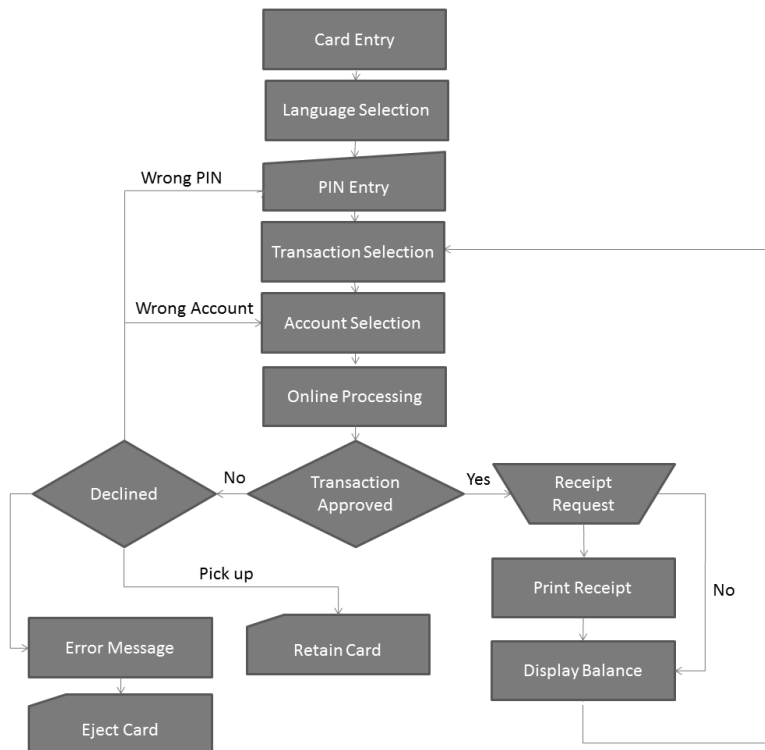 Card Entry
Language Selection
Wrong PIN
PIN Entry
Transaction Selection
Wrong Account
Account Selection
Online Processing
Declined
No
Transaction
Approved
Yes
Receipt
Request
Pick up
Print Receipt
No
Error Message
Retain Card
Display Balance
Eject Card